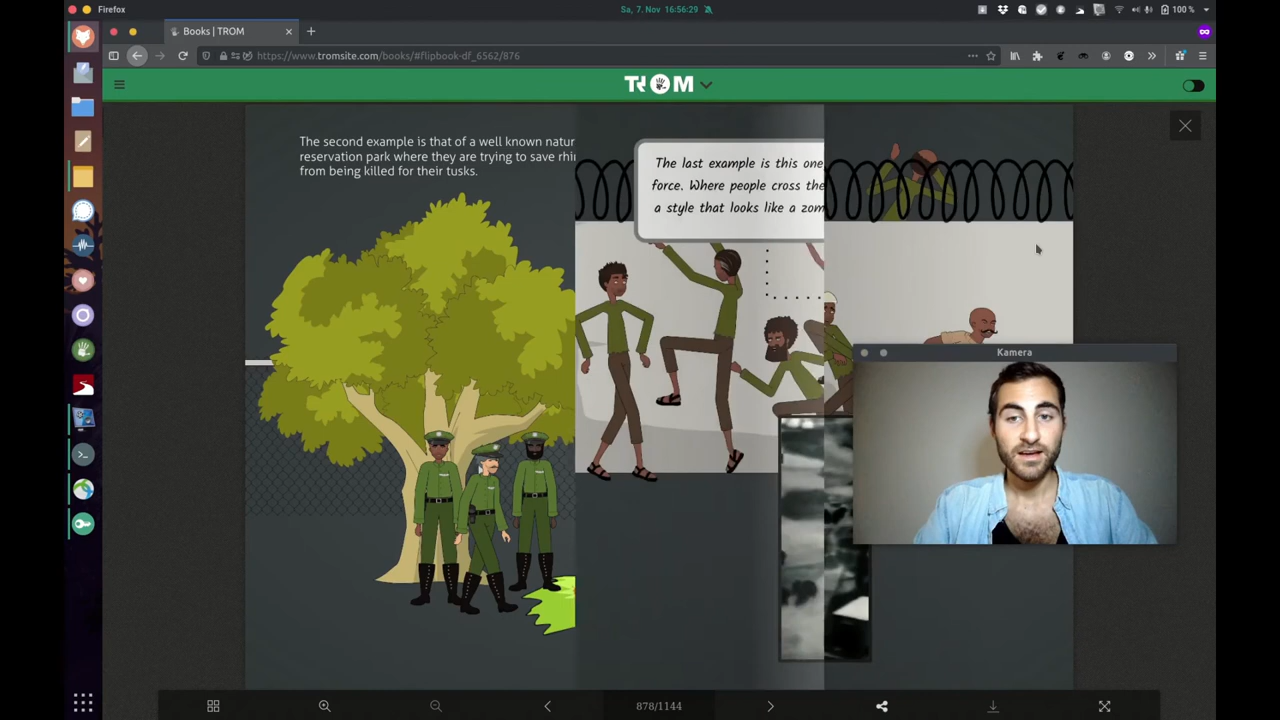 Firefox
Sa, 7. Nov 16:56:29
100 %
Books | TROM
https://www.tromsite.com/books/#flipbook-df_6562/876
TROM
The second example is that of a well known natur
reservation park where they are trying to save rhi
from being killed for their tusks.
The last example is this one
force. Where people cross the
a style that looks like a zom
Kamera
878/1144